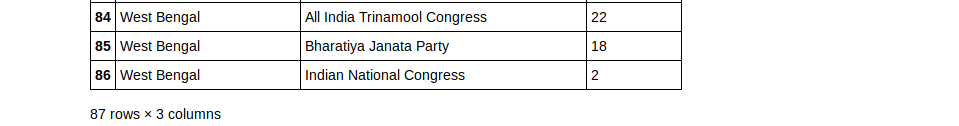 84 West Bengal All India Trinamool Congress 22
85 West Bengal Bharatiya Janata Party 18
86 West Bengal Indian National Congress 2
87 rows × 3 columns